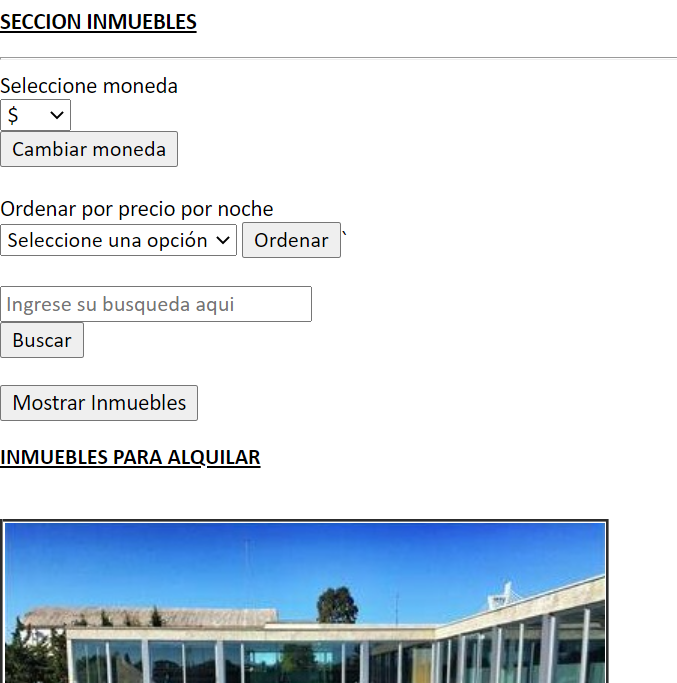 SECCION INMUEBLES
Seleccione moneda
$
Cambiar moneda
Ordenar por precio por noche
Seleccione una opción Ordenar `
Ingrese su busqueda aqui
Buscar
Mostrar Inmuebles
INMUEBLES PARA ALQUILAR